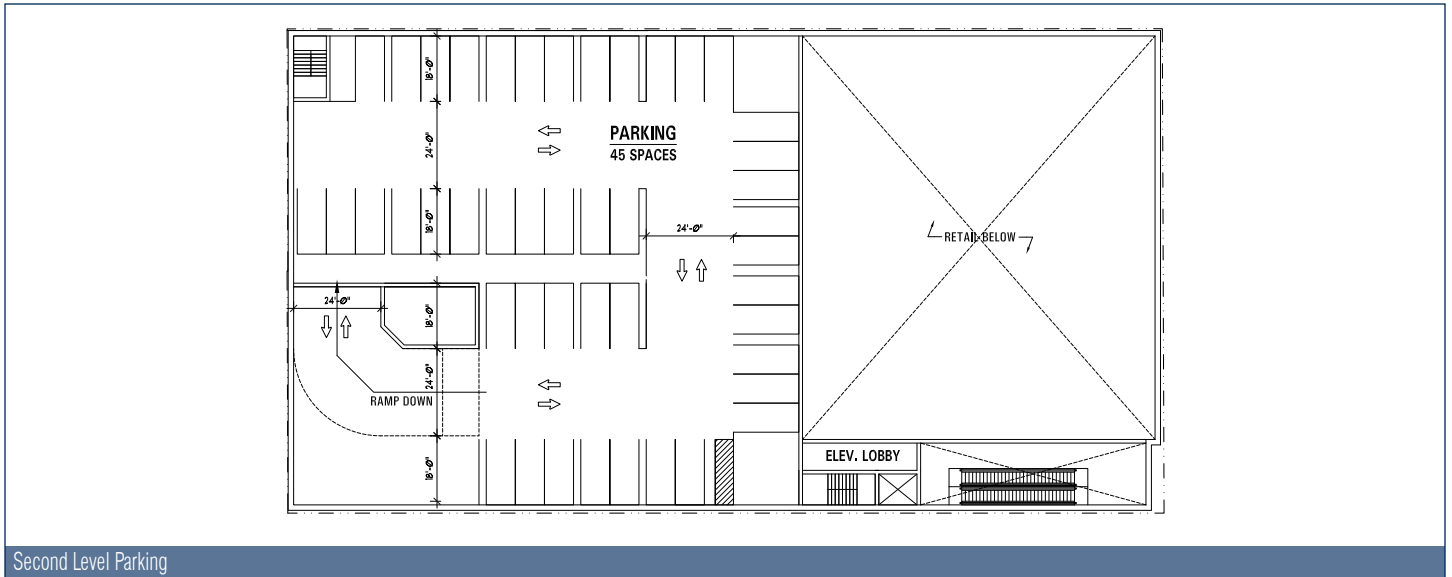 18'-0"
24'-0"
PARKING
45 SPACES
18'-0"
24'-0"
RETAIL BELOW
24'-0"
18'-0"
24'-0"
RAMP DOWN
18'-0"
ELEV. LOBBY
Second Level Parking